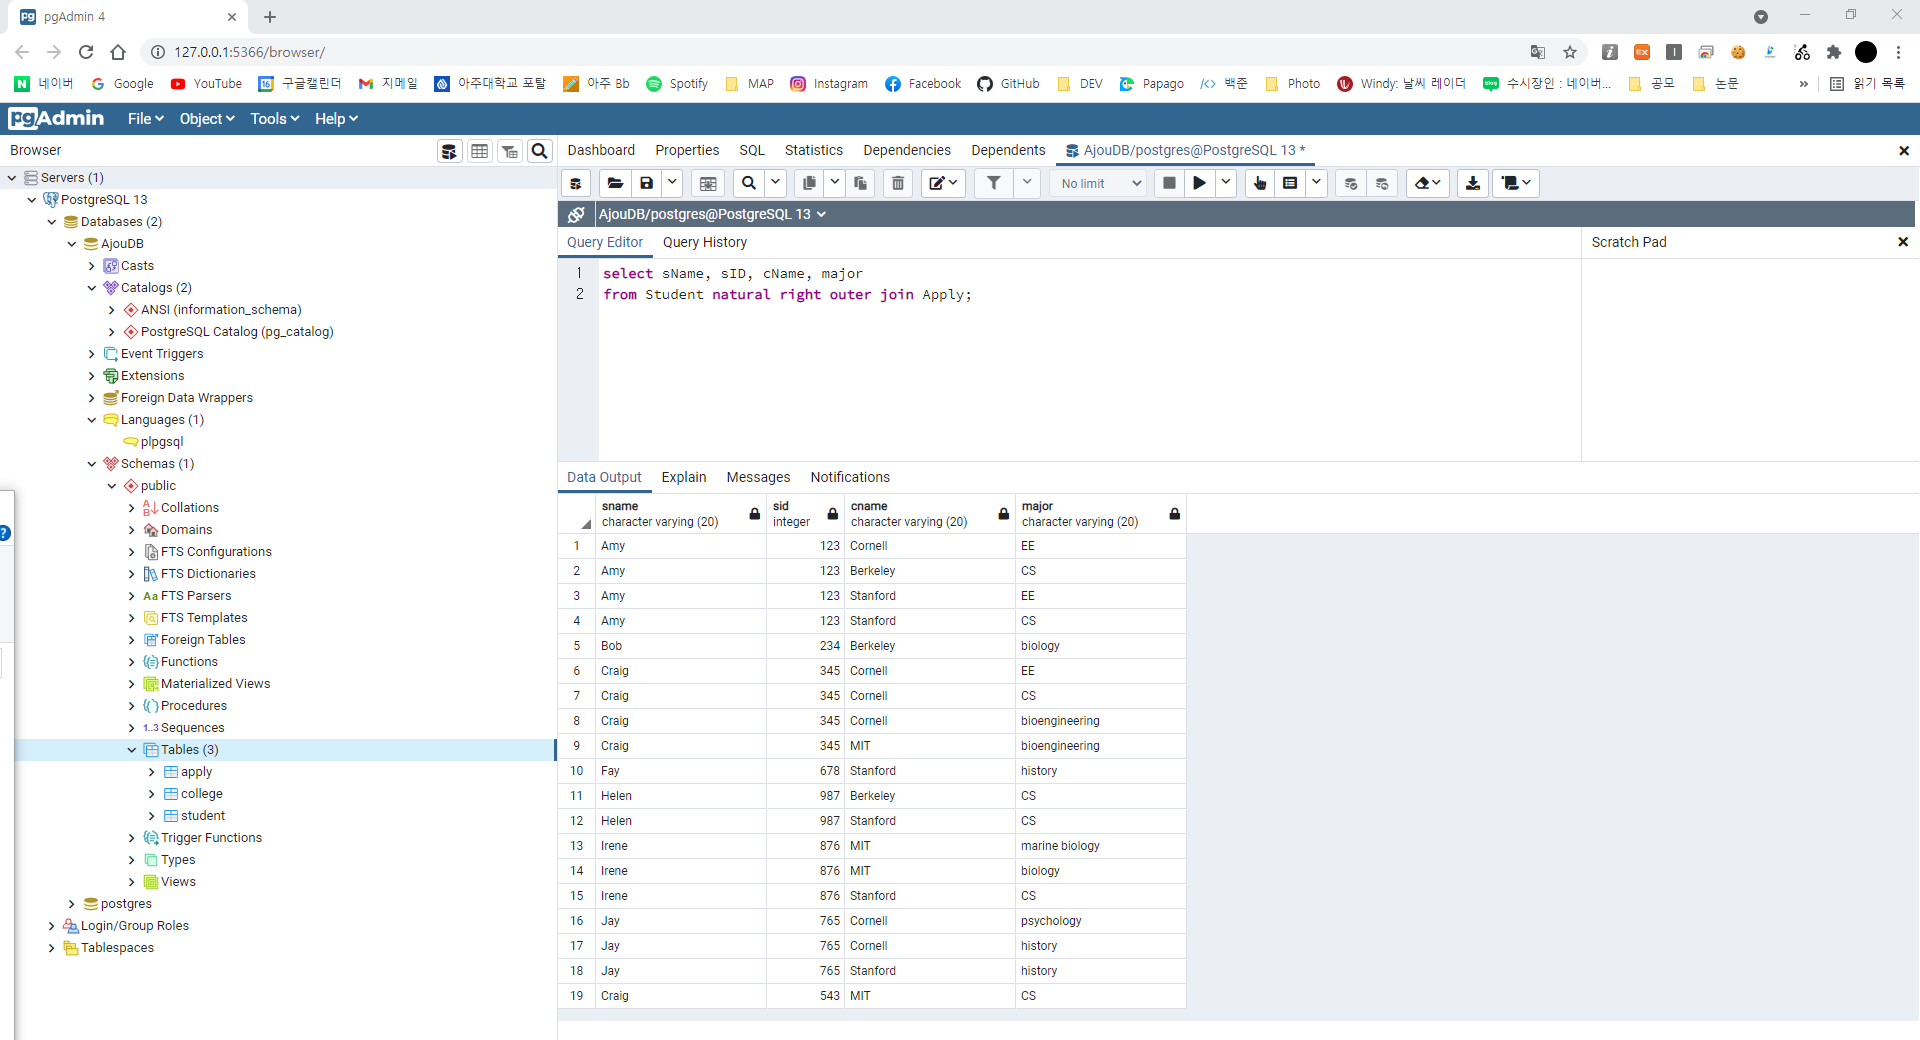 pgAdmin 4
127.0.0.1:5366/browser/
네이버 Google YouTube 구글캘린더 지메일 아주대학교 포탈 아주 Bb Spotify MAP Instagram Facebook GitHub DEV Papago 백준 Photo Windy: 날씨 레이더 수시장인 : 네이버... 공모 논문 » 읽기 목록
pgAdmin File Object Tools Help
Browser
Servers (1)
PostgreSQL 13
Databases (2)
AjouDB
Casts
Catalogs (2)
ANSI (information_schema)
PostgreSQL Catalog (pg_catalog)
Event Triggers
Extensions
Foreign Data Wrappers
Languages (1)
plpgsql
Schemas (1)
public
Collations
Domains
FTS Configurations
FTS Dictionaries
FTS Parsers
FTS Templates
Foreign Tables
Functions
Materialized Views
Procedures
1..3 Sequences
Tables (3)
apply
college
student
Trigger Functions
Types
Views
postgres
Login/Group Roles
Tablespaces
Dashboard Properties SQL Statistics Dependencies Dependents AjouDB/postgres@PostgreSQL 13 *
No limit
AjouDB/postgres@PostgreSQL 13
Query Editor Query History
Scratch Pad
1 select sName, sID, cName, major
2 from Student natural right outer join Apply;
Data Output Explain Messages Notifications
sname sid cname major
character varying (20) integer character varying (20) character varying (20)
1 Amy 123 Cornell EE
2 Amy 123 Berkeley CS
3 Amy 123 Stanford EE
4 Amy 123 Stanford CS
5 Bob 234 Berkeley biology
6 Craig 345 Cornell EE
7 Craig 345 Cornell CS
8 Craig 345 Cornell bioengineering
9 Craig 345 MIT bioengineering
10 Fay 678 Stanford history
11 Helen 987 Berkeley CS
12 Helen 987 Stanford CS
13 Irene 876 MIT marine biology
14 Irene 876 MIT biology
15 Irene 876 Stanford CS
16 Jay 765 Cornell psychology
17 Jay 765 Cornell history
18 Jay 765 Stanford history
19 Craig 543 MIT CS